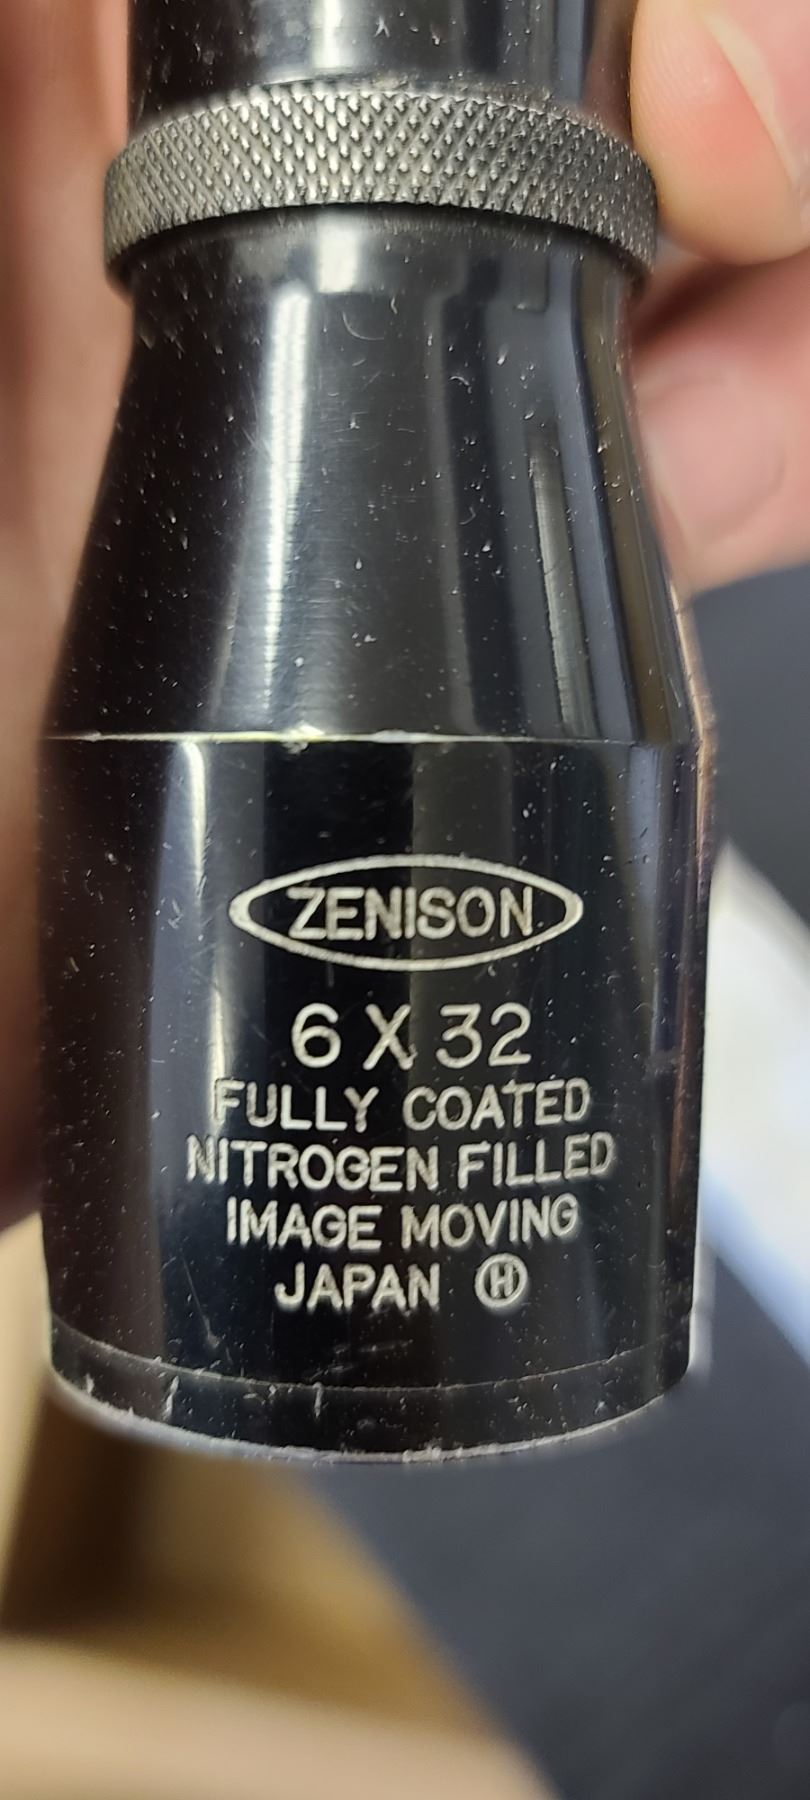 ZENISON
6 X 32
FULLY COATED
NITROGEN FILLED
IMAGE MOVING
JAPAN Ⓗ